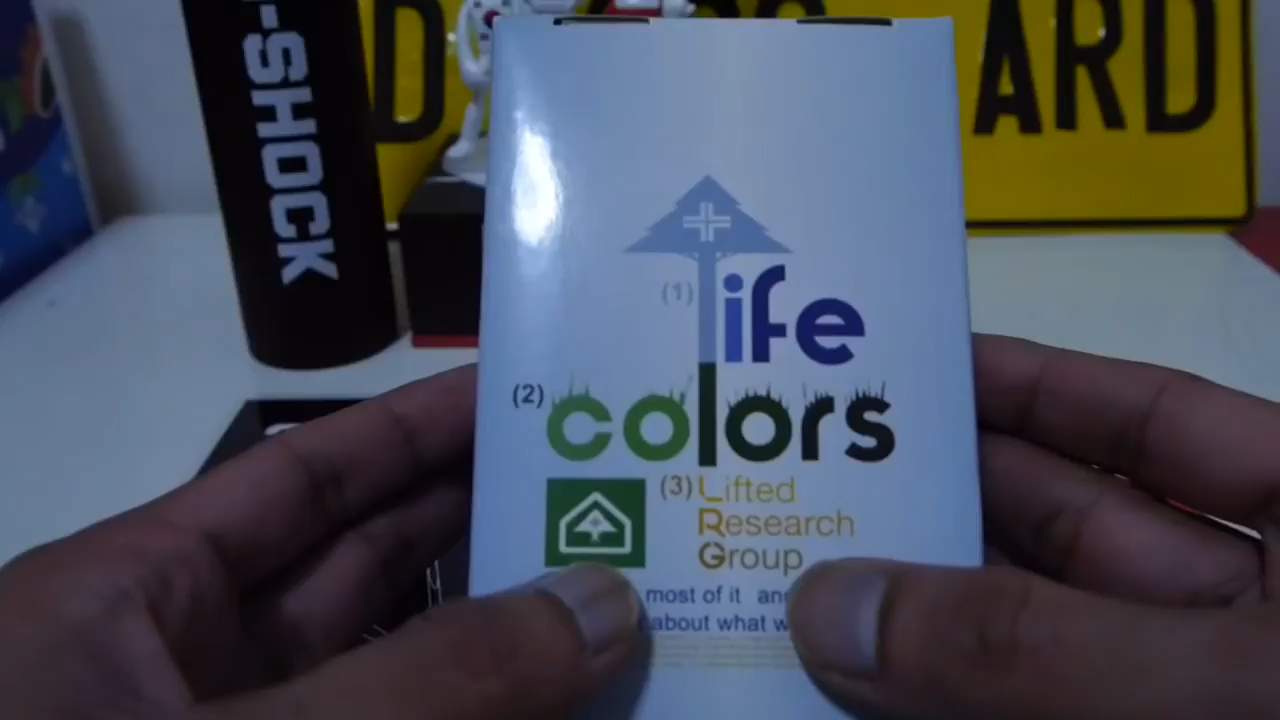 -SHOCK
D
ARD
(1) life
(2) colors
(3) Lifted
Research
Group
most of it
about what